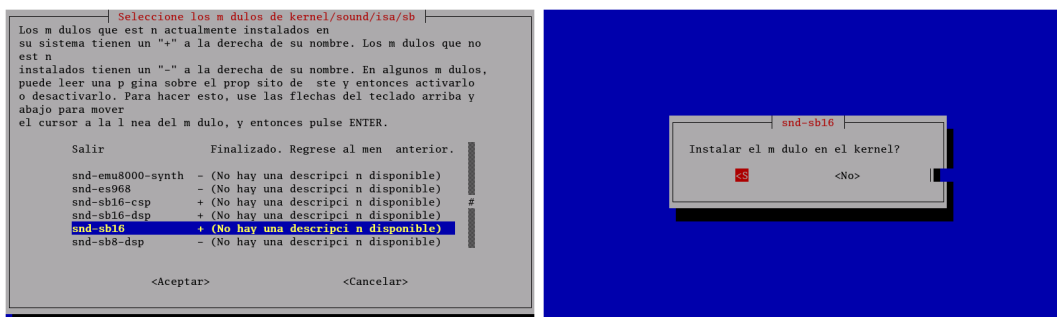 Seleccione los m dulos de kernel/sound/isa/sb
Los m dulos que est n actualmente instalados en
su sistema tienen un "+" a la derecha de su nombre. Los m dulos que no
est n
instalados tienen un "-" a la derecha de su nombre. En algunos m dulos,
puede leer una p gina sobre el prop sito de  ste y entonces activarlo
o desactivarlo. Para hacer esto, use las flechas del teclado arriba y
abajo para mover
el cursor a la l nea del m dulo, y entonces pulse ENTER.
Salir Finalizado. Regrese al men  anterior.
snd-emu8000-synth - (No hay una descripci n disponible)
snd-es968 - (No hay una descripci n disponible)
snd-sb16-csp + (No hay una descripci n disponible) #
snd-sb16-dsp + (No hay una descripci n disponible)
snd-sb16 + (No hay una descripci n disponible)
snd-sb8-dsp - (No hay una descripci n disponible)
<Aceptar> <Cancelar>
snd-sb16
Instalar el m dulo en el kernel?
<S <No>